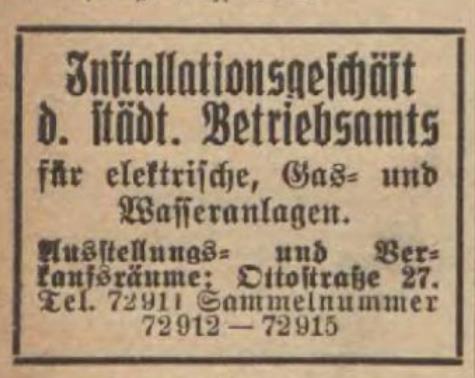 Installationsgeschäft
d. städt. Betriebsamts
für elektrische, Gas- und
Wasseranlagen.
Ausstellungs- und Ver-
kaufsräume: Ottostraße 27.
Tel. 72911 Sammelnummer
72912 — 72915